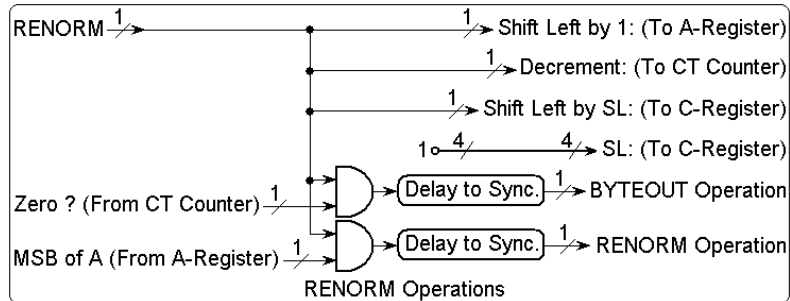 RENORM 1 1 Shift Left by 1: (To A-Register)
1 Decrement: (To CT Counter)
1 Shift Left by SL: (To C-Register)
1 4 4 SL: (To C-Register)
Zero ? (From CT Counter) 1 Delay to Sync. 1 BYTEOUT Operation
MSB of A (From A-Register) 1 Delay to Sync. 1 RENORM Operation
RENORM Operations